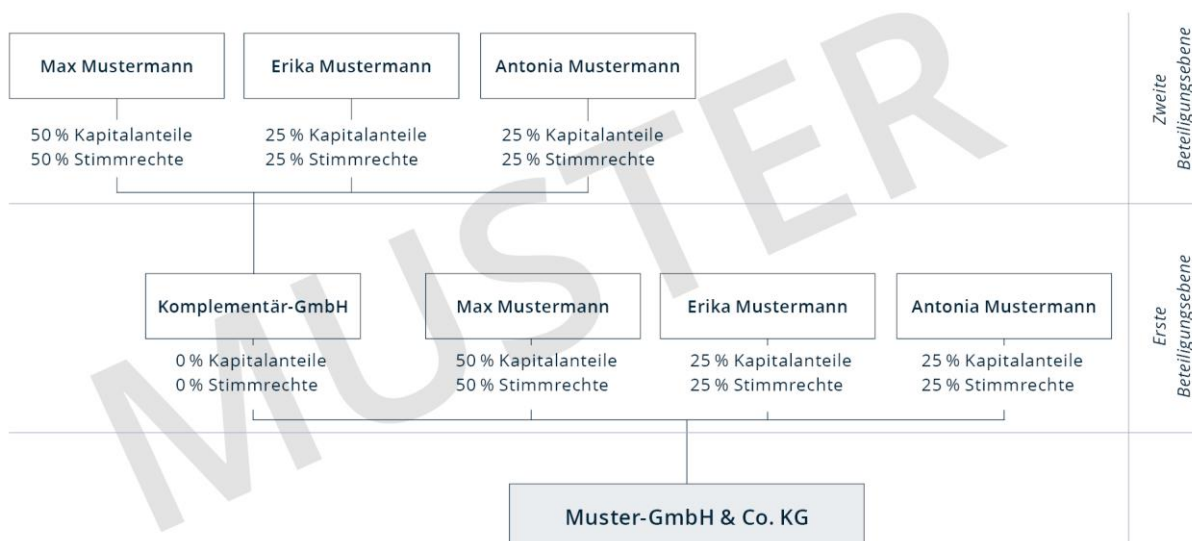 Max Mustermann
Erika Mustermann
Antonia Mustermann
50 % Kapitalanteile
50 % Stimmrechte
25 % Kapitalanteile
25 % Stimmrechte
25 % Kapitalanteile
25 % Stimmrechte
Zweite
Beteiligungsebene
Komplementär-GmbH
Max Mustermann
Erika Mustermann
Antonia Mustermann
0 % Kapitalanteile
0 % Stimmrechte
50 % Kapitalanteile
50 % Stimmrechte
25 % Kapitalanteile
25 % Stimmrechte
25 % Kapitalanteile
25 % Stimmrechte
Erste
Beteiligungsebene
Muster-GmbH & Co. KG
MUSTER